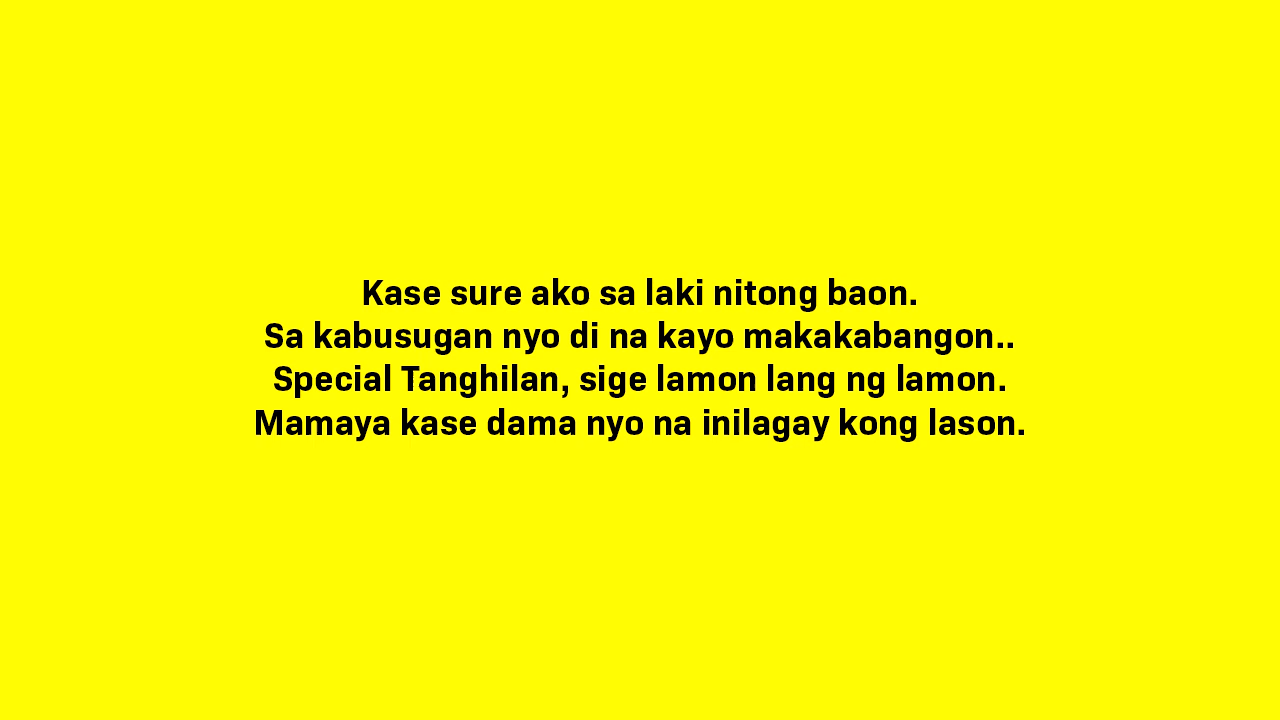 Kase sure ako sa laki nitong baon.
Sa kabusugan nyo di na kayo makakabangon..
Special Tanghilan, sige lamon lang ng lamon.
Mamaya kase dama nyo na inilagay kong lason.